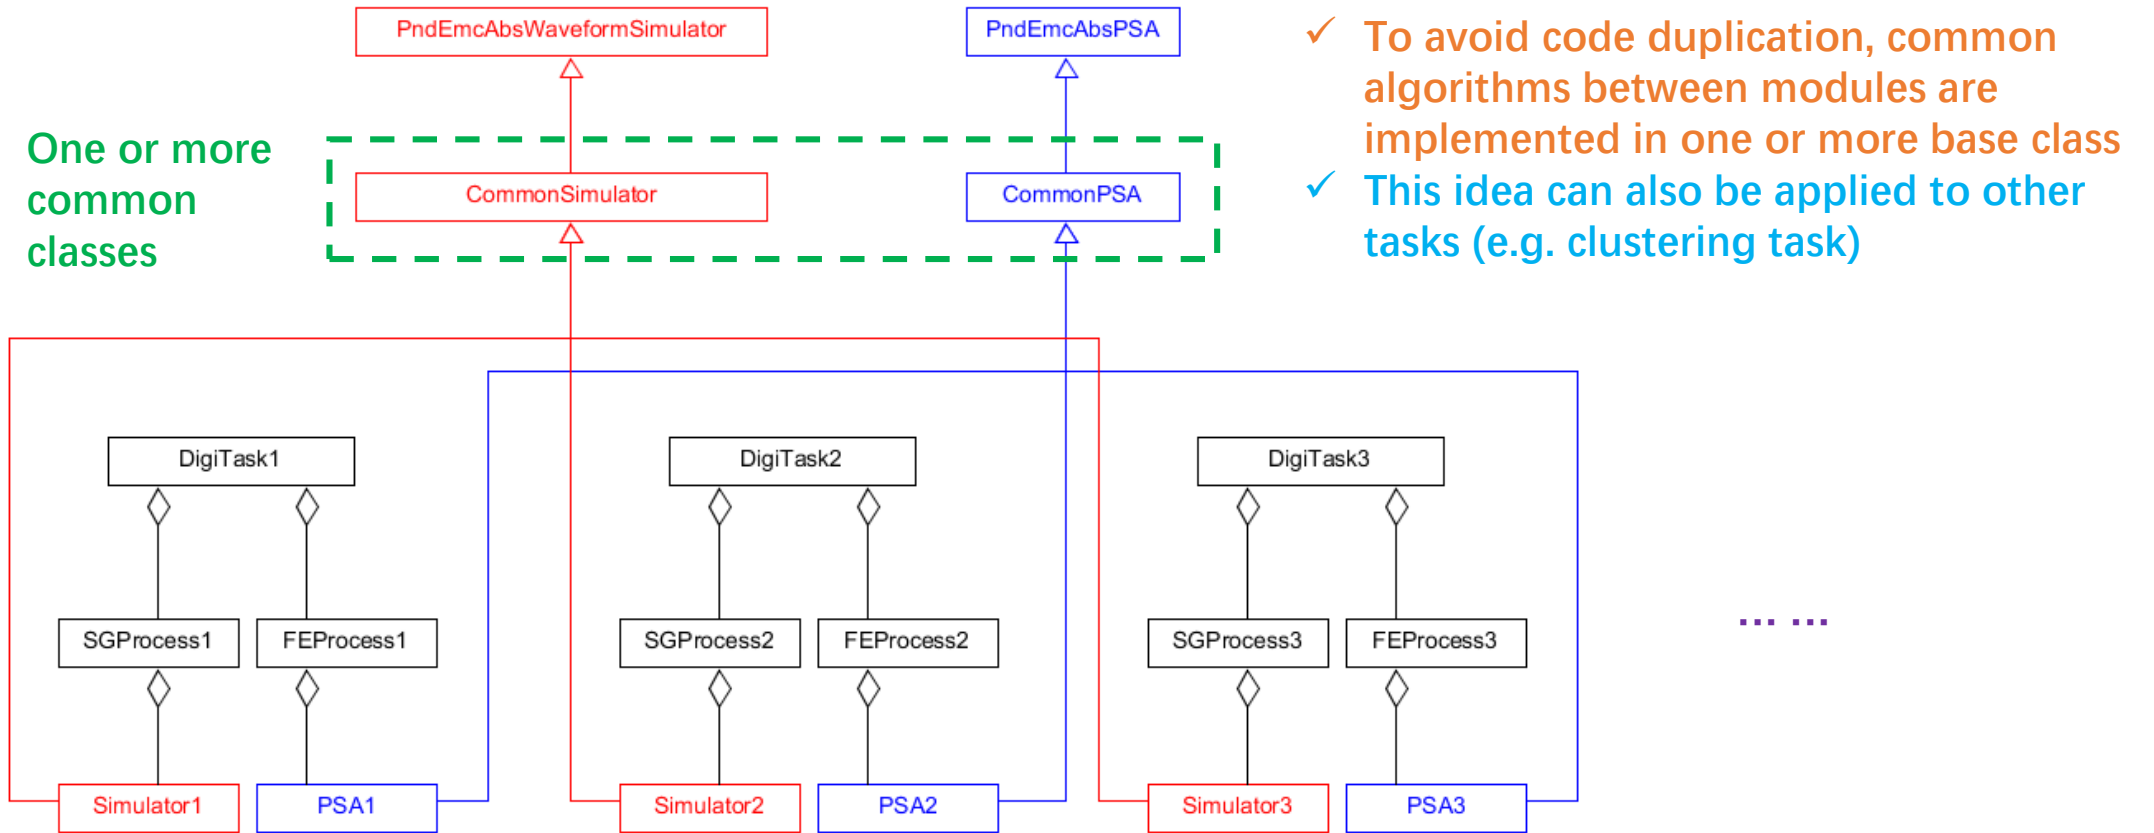 PndEmcAbsWaveformSimulator
PndEmcAbsPSA
✓ To avoid code duplication, common
algorithms between modules are
implemented in one or more base class
✓ This idea can also be applied to other
tasks (e.g. clustering task)
One or more
common
classes
CommonSimulator
CommonPSA
DigiTask1
DigiTask2
DigiTask3
SGProcess1
FEProcess1
SGProcess2
FEProcess2
SGProcess3
FEProcess3
... ...
Simulator1
PSA1
Simulator2
PSA2
Simulator3
PSA3